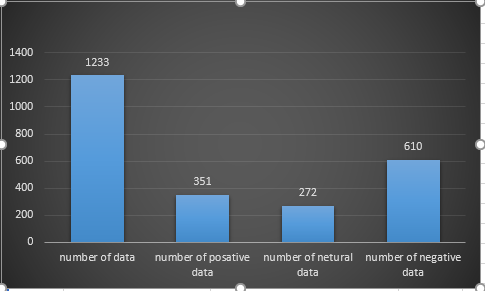 1400
1200
1000
800
600
400
200
0
1233
351
272
610
number of data
number of posative
data
number of netural
data
number of negative
data